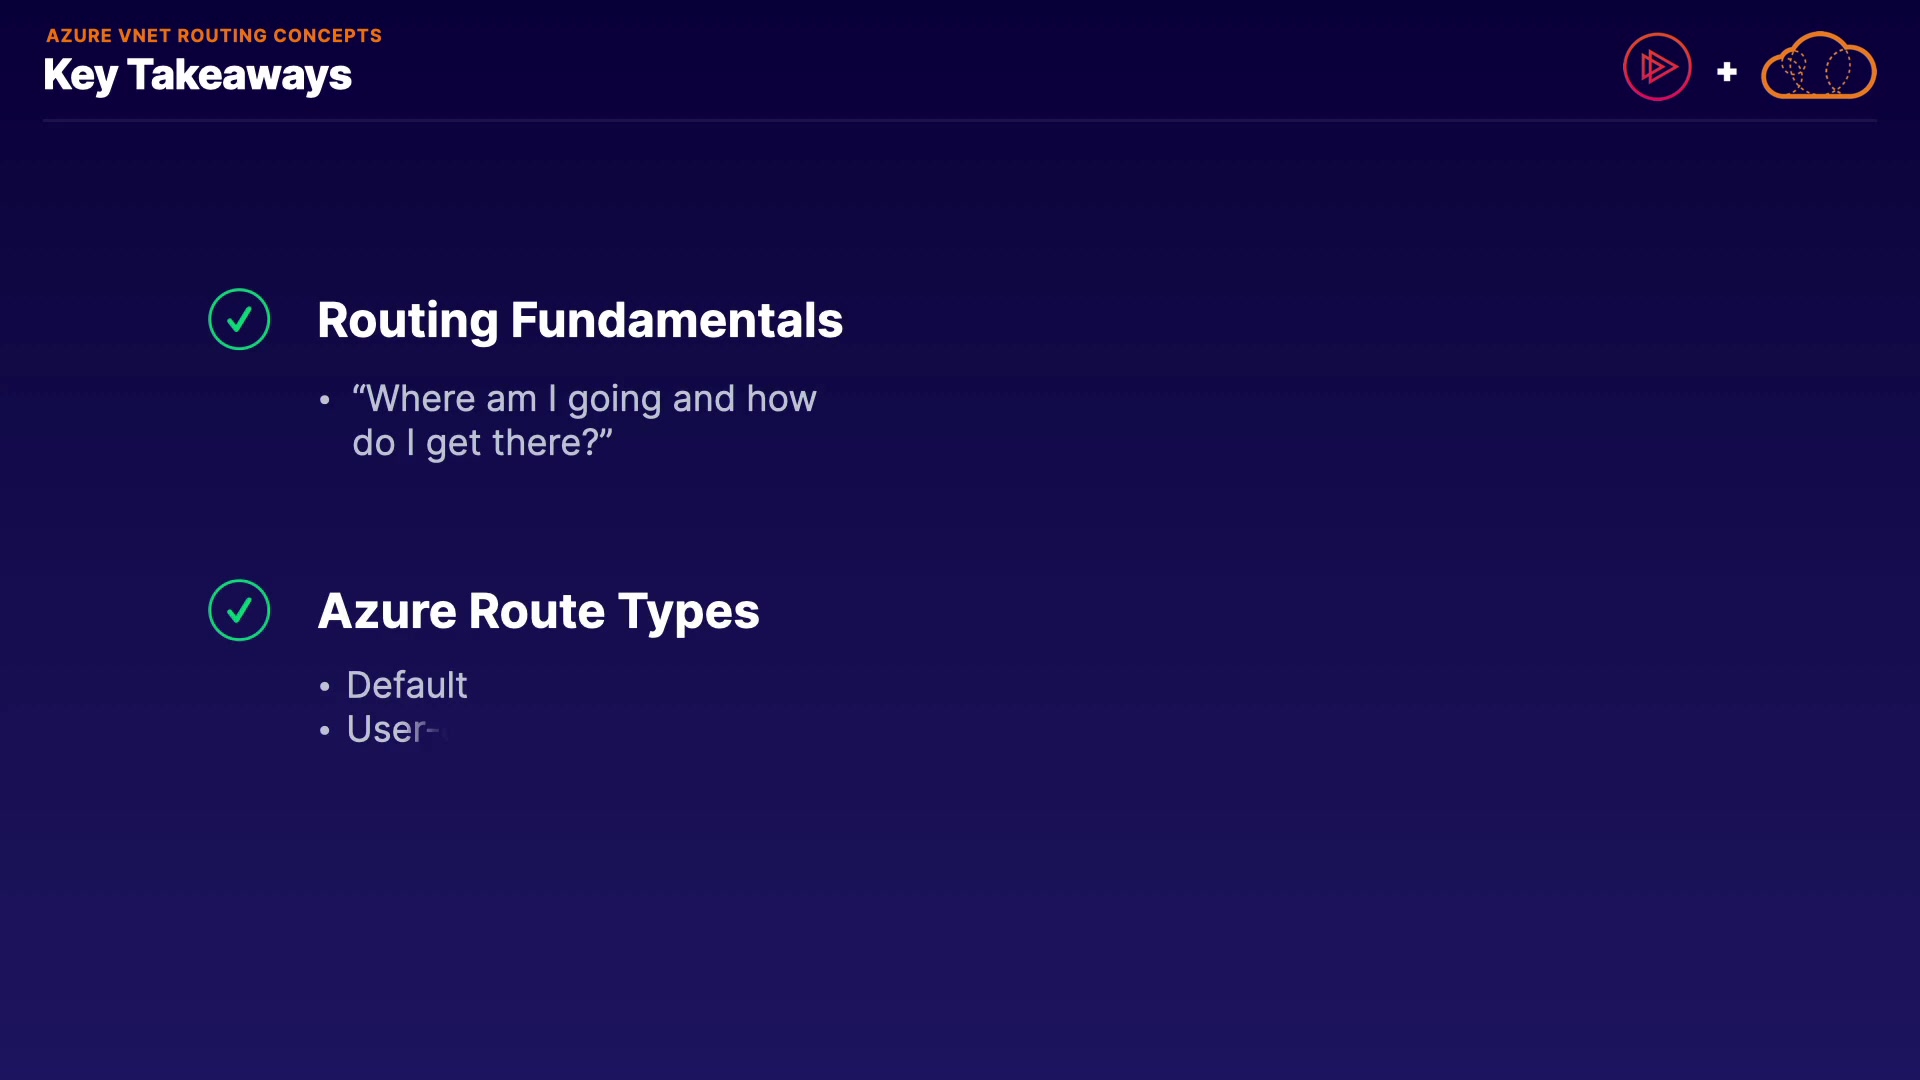 AZURE VNET ROUTING CONCEPTS
Key Takeaways
Routing Fundamentals
• “Where am I going and how
do I get there?”
Azure Route Types
• Default
• User-